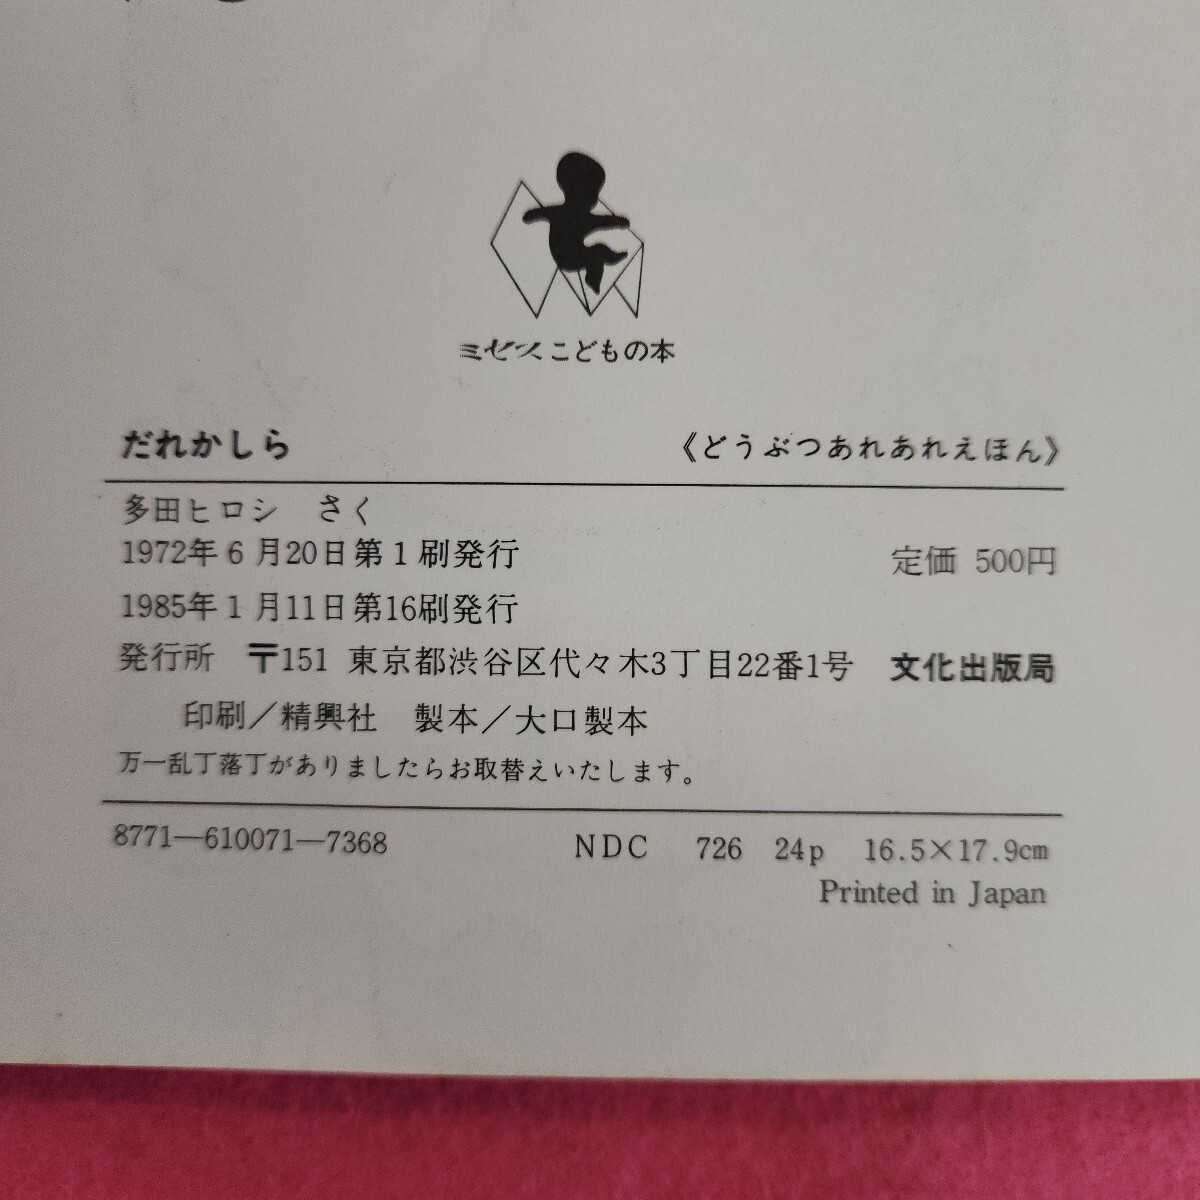 ミセスこどもの本
だれかしら 《どうぶつあれあれえほん》
多田ヒロシ さく
1972年6月20日第1刷発行 定価 500円
1985年1月11日第16刷発行
発行所 〒151 東京都渋谷区代々木3丁目22番1号 文化出版局
印刷／精興社 製本／大口製本
万一乱丁落丁がありましたらお取替えいたします。
8771—610071—7368 NDC 726 24p 16.5×17.9cm
Printed in Japan